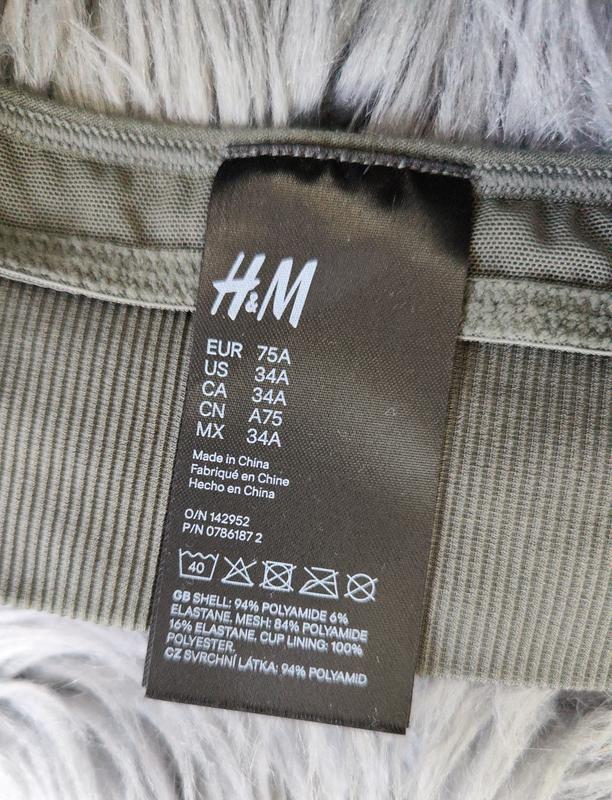 H&M
EUR 75A
US 34A
CA 34A
CN A75
MX 34A
Made in China
Fabriqué en Chine
Hecho en China
O/N 142952
P/N 0786187 2
40
GB SHELL: 94% POLYAMIDE 6%
ELASTANE. MESH: 84% POLYAMIDE
16% ELASTANE. CUP LINING: 100%
POLYESTER.
CZ SVRCHNÍ LÁTKA: 94% POLYAMID